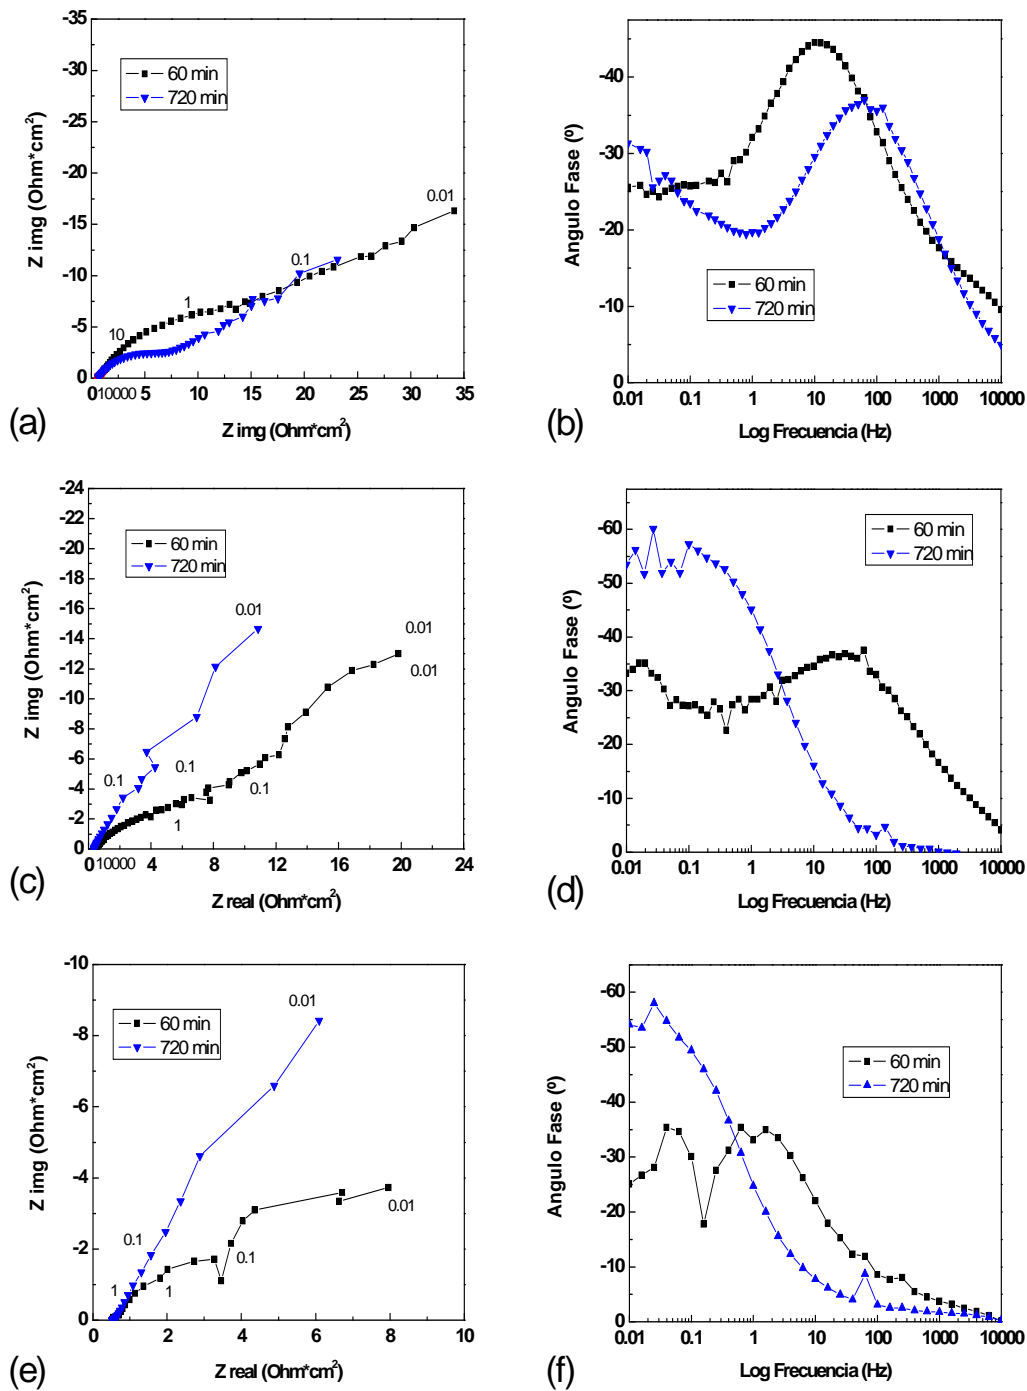 -35
-30
-25
-20
-15
-10
-5
0
Z img (Ohm*cm²)
60 min
720 min
0.01
0.1
1
10
0 10000 5 10 15 20 25 30 35
Z img (Ohm*cm²)
(a)
-40
-30
-20
-10
0
Angulo Fase (º)
60 min
720 min
0.01 0.1 1 10 100 1000 10000
Log Frecuencia (Hz)
(b)
-24
-22
-20
-18
-16
-14
-12
-10
-8
-6
-4
-2
0
Z img (Ohm*cm²)
60 min
720 min
0.01
0.01
0.01
0.1
0.1
0.1
1
0 10000 4 8 12 16 20 24
Z real (Ohm*cm²)
(c)
-60
-50
-40
-30
-20
-10
0
Angulo Fase (º)
60 min
720 min
0.01 0.1 1 10 100 1000 10000
Log Frecuencia (Hz)
(d)
-10
-8
-6
-4
-2
0
Z img (Ohm*cm²)
60 min
720 min
0.01
0.01
0.1
0.1
1
1
0 2 4 6 8 10
Z real (Ohm*cm²)
(e)
-60
-50
-40
-30
-20
-10
0
Angulo Fase (º)
60 min
720 min
0.01 0.1 1 10 100 1000 10000
Log Frecuencia (Hz)
(f)